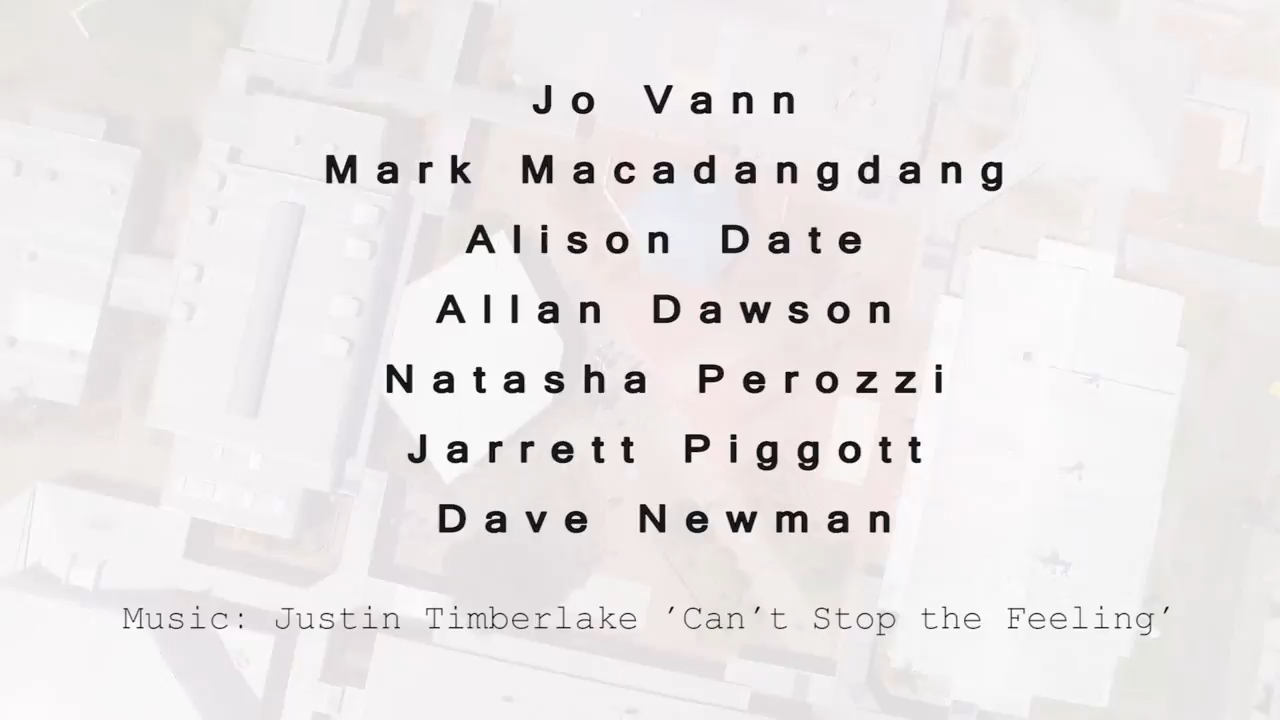 Jo Vann
Mark Macadangdang
Alison Date
Allan Dawson
Natasha Perozzi
Jarrett Piggott
Dave Newman
Music: Justin Timberlake 'Can't Stop the Feeling'